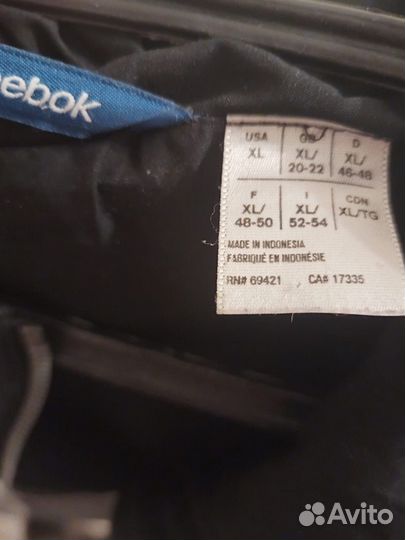 eebok
USA
XL
GB
XL/
20-22
D
XL/
46-48
F
XL/
48-50
I
XL/
52-54
CDN
XL/TG
MADE IN INDONESIA
FABRIQUÉ EN INDONÉSIE
RN# 69421 CA# 17335
Avito